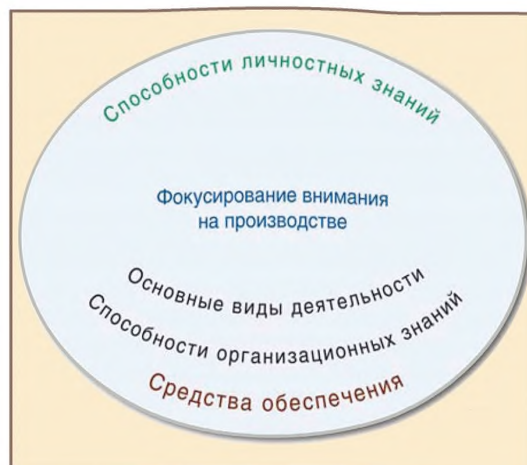 Способности личностных знаний
Фокусирование внимания
на производстве
Основные виды деятельности
Способности организационных знаний
Средства обеспечения